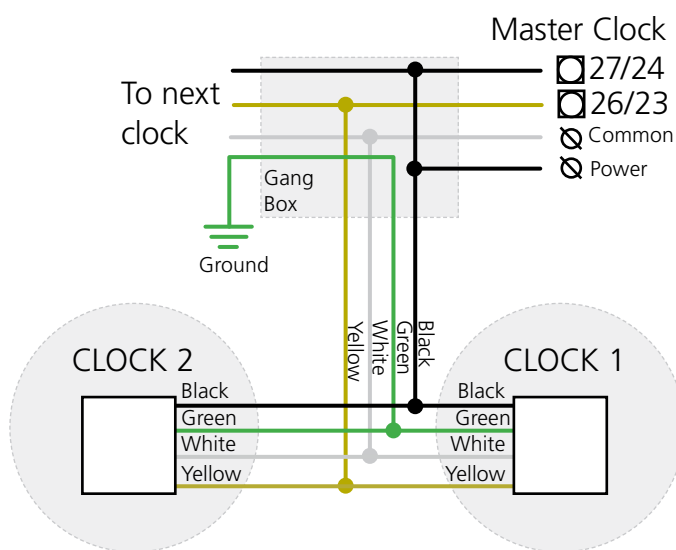 Master Clock
27/24
To next
clock
26/23
Common
Power
Gang
Box
Ground
Yellow
White
Green
Black
CLOCK 2
CLOCK 1
Black
Black
Green
Green
White
White
Yellow
Yellow